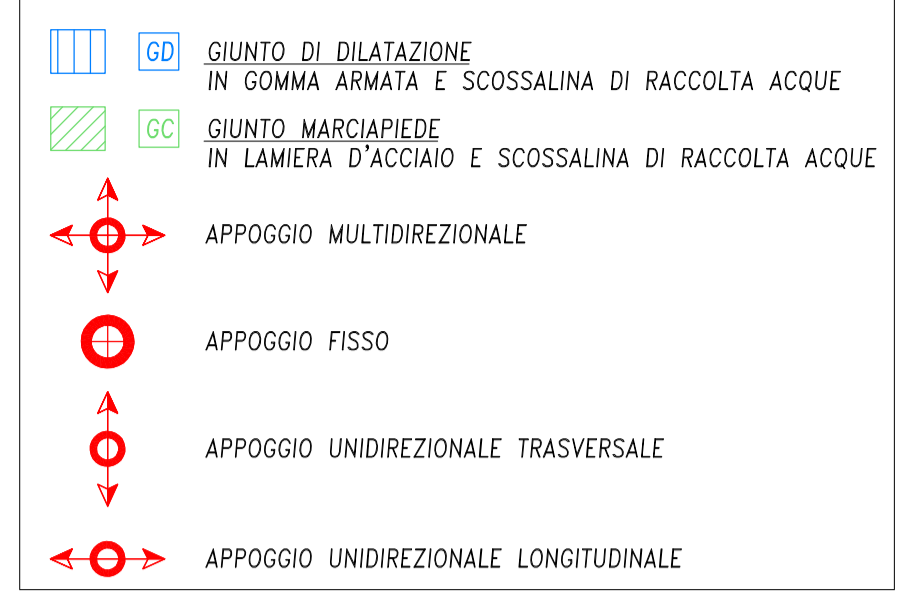 GD GIUNTO DI DILATAZIONE
IN GOMMA ARMATA E SCOSSALINA DI RACCOLTA ACQUE
GC GIUNTO MARCIAPIEDE
IN LAMIERA D'ACCIAIO E SCOSSALINA DI RACCOLTA ACQUE
APPOGGIO MULTIDIREZIONALE
APPOGGIO FISSO
APPOGGIO UNIDIREZIONALE TRASVERSALE
APPOGGIO UNIDIREZIONALE LONGITUDINALE